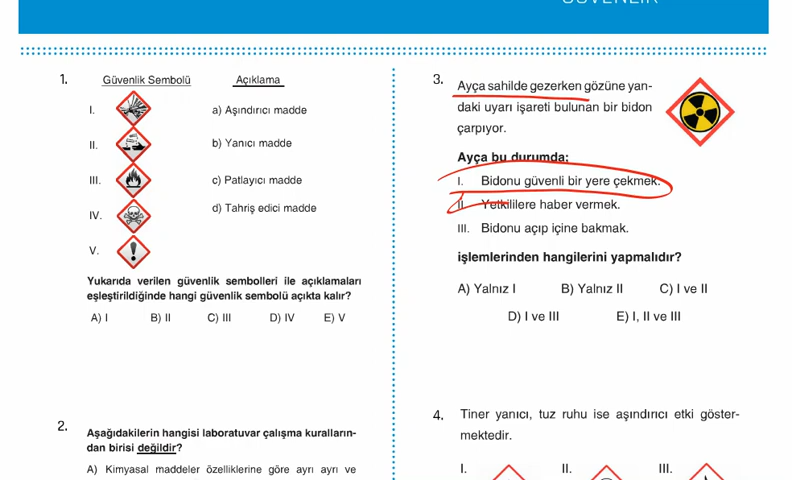 GÜVENLİK
1.
Güvenlik Sembolü Açıklama
I. a) Aşındırıcı madde
II. b) Yanıcı madde
III. c) Patlayıcı madde
IV. d) Tahriş edici madde
V.
Yukarıda verilen güvenlik sembolleri ile açıklamaları
eşleştirildiğinde hangi güvenlik sembolü açıkta kalır?
A) I B) II C) III D) IV E) V
2.
Aşağıdakilerin hangisi laboratuvar çalışma kuralların-
dan birisi değildir?
A) Kimyasal maddeler özelliklerine göre ayrı ayrı ve
3.
Ayça sahilde gezerken gözüne yan-
daki uyarı işareti bulunan bir bidon
çarpıyor.
Ayça bu durumda;
I. Bidonu güvenli bir yere çekmek.
II. Yetkililere haber vermek.
III. Bidonu açıp içine bakmak.
işlemlerinden hangilerini yapmalıdır?
A) Yalnız I B) Yalnız II C) I ve II
D) I ve III E) I, II ve III
4.
Tiner yanıcı, tuz ruhu ise aşındırıcı etki göster-
mektedir.
I. II. III.